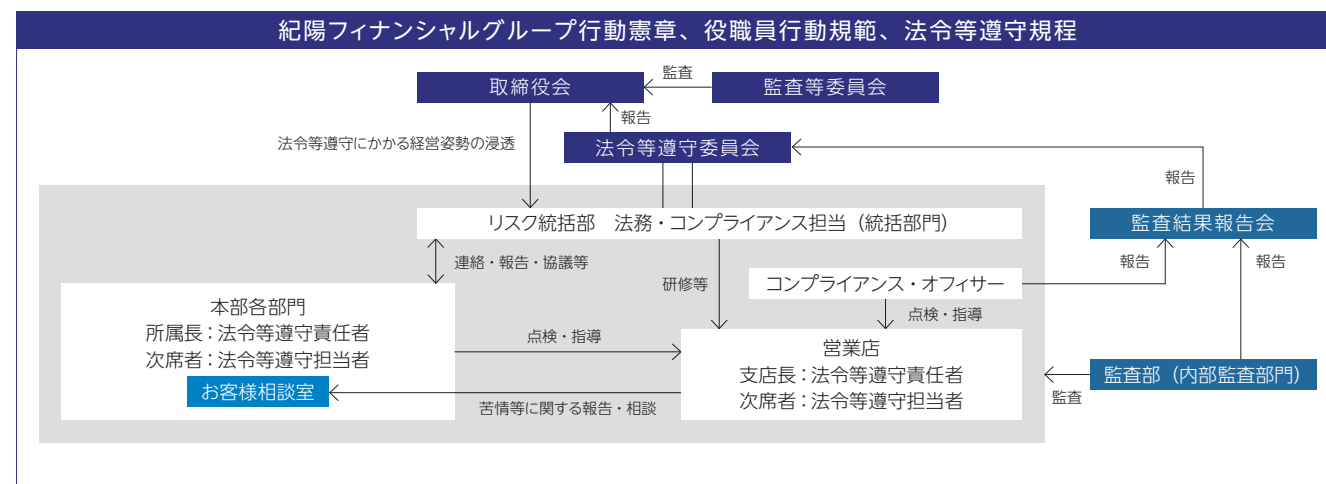 紀陽フィナンシャルグループ行動憲章、役職員行動規範、法令等遵守規程
取締役会
監査
監査等委員会
報告
法令等遵守にかかる経営姿勢の浸透
法令等遵守委員会
報告
リスク統括部 法務・コンプライアンス担当（統括部門）
監査結果報告会
連絡・報告・協議等
研修等
コンプライアンス・オフィサー
報告
報告
点検・指導
本部各部門
所属長：法令等遵守責任者
次席者：法令等遵守担当者
お客様相談室
点検・指導
苦情等に関する報告・相談
営業店
支店長：法令等遵守責任者
次席者：法令等遵守担当者
監査
監査部（内部監査部門）